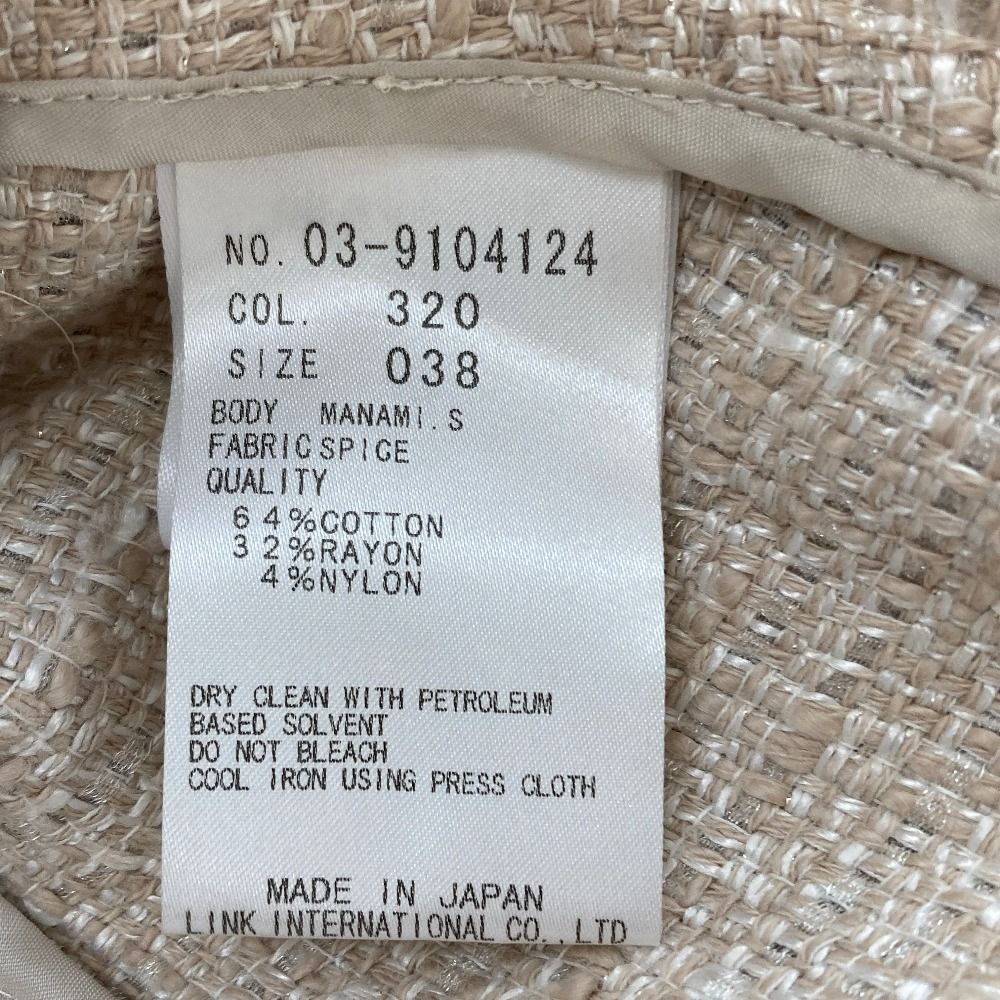 NO. 03-9104124
COL. 320
SIZE 038
BODY MANAMI.S
FABRIC SPICE
QUALITY
64%COTTON
32%RAYON
4%NYLON
DRY CLEAN WITH PETROLEUM
BASED SOLVENT
DO NOT BLEACH
COOL IRON USING PRESS CLOTH
MADE IN JAPAN
LINK INTERNATIONAL CO.,LTD